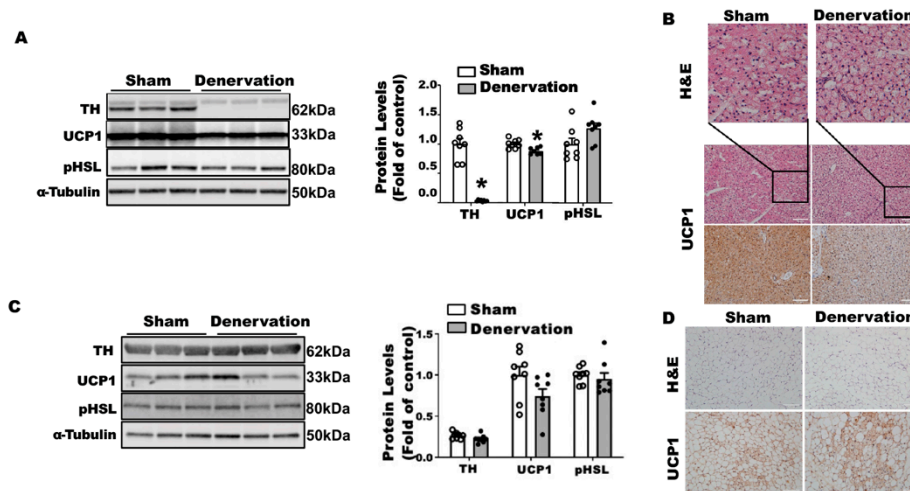 A
Sham Denervation
TH 62kDa
UCP1 33kDa
pHSL 80kDa
α-Tubulin 50kDa
Protein Levels
(Fold of control)
2.0
1.5
1.0
0.5
0.0
Sham
Denervation
*
*
TH UCP1 pHSL
B
Sham Denervation
H&E
UCP1
C
Sham Denervation
TH 62kDa
UCP1 33kDa
pHSL 80kDa
α-Tubulin 50kDa
Protein Levels
(Fold of control)
1.5
1.0
0.5
0.0
Sham
Denervation
TH UCP1 pHSL
D
Sham Denervation
H&E
UCP1